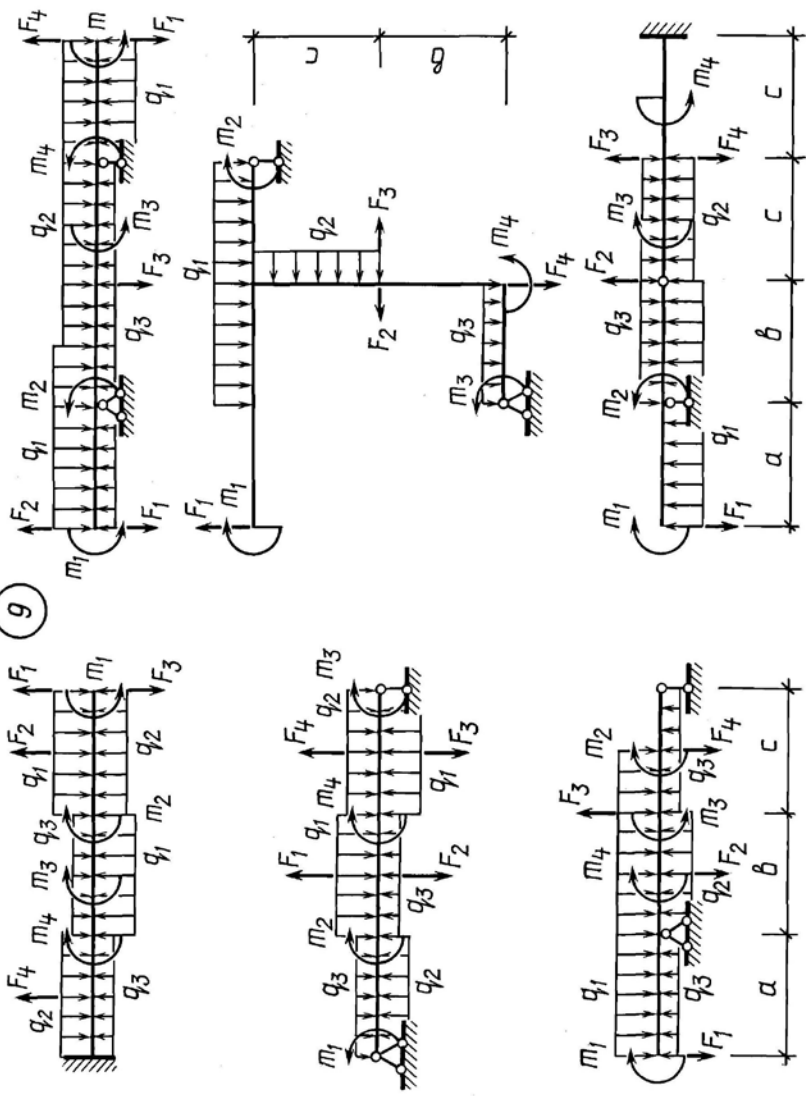 F₄ m F₁
m₄ q₁
q₂ m₃
F₃
q₃
m₂
q₁
F₂ F₁
m₁
m₂
q₁ q₂ F₃
F₂ m₄
q₃ F₄
m₃
F₁ m₁
c b
m₄
F₃ F₄
m₃ q₂
F₂
q₃
m₂
q₁
m₁ F₁
a b c c
9
F₁ m₁ F₃
F₂
q₁ q₂
q₃ m₂
m₃ q₁
m₄
F₄
q₂ q₃
m₃
q₂
F₄ F₃
m₄ q₁
q₁
F₁ F₂
q₃
m₂
q₃ q₂
m₁
m₂
F₄
q₃
F₃ m₃
m₄ F₂
q₂
q₁ q₃
m₁ F₁
a b c